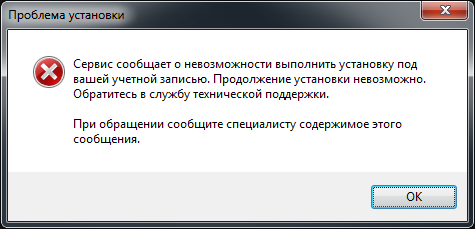 Проблема установки
Сервис сообщает о невозможности выполнить установку под
вашей учетной записью. Продолжение установки невозможно.
Обратитесь в службу технической поддержки.
При обращении сообщите специалисту содержимое этого
сообщения.
OK